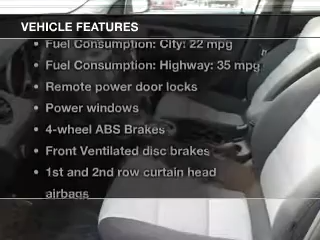 VEHICLE FEATURES
• Fuel Consumption: City: 22 mpg
• Fuel Consumption: Highway: 35 mpg
• Remote power door locks
• Power windows
• 4-wheel ABS Brakes
• Front Ventilated disc brakes
• 1st and 2nd row curtain head
airbags